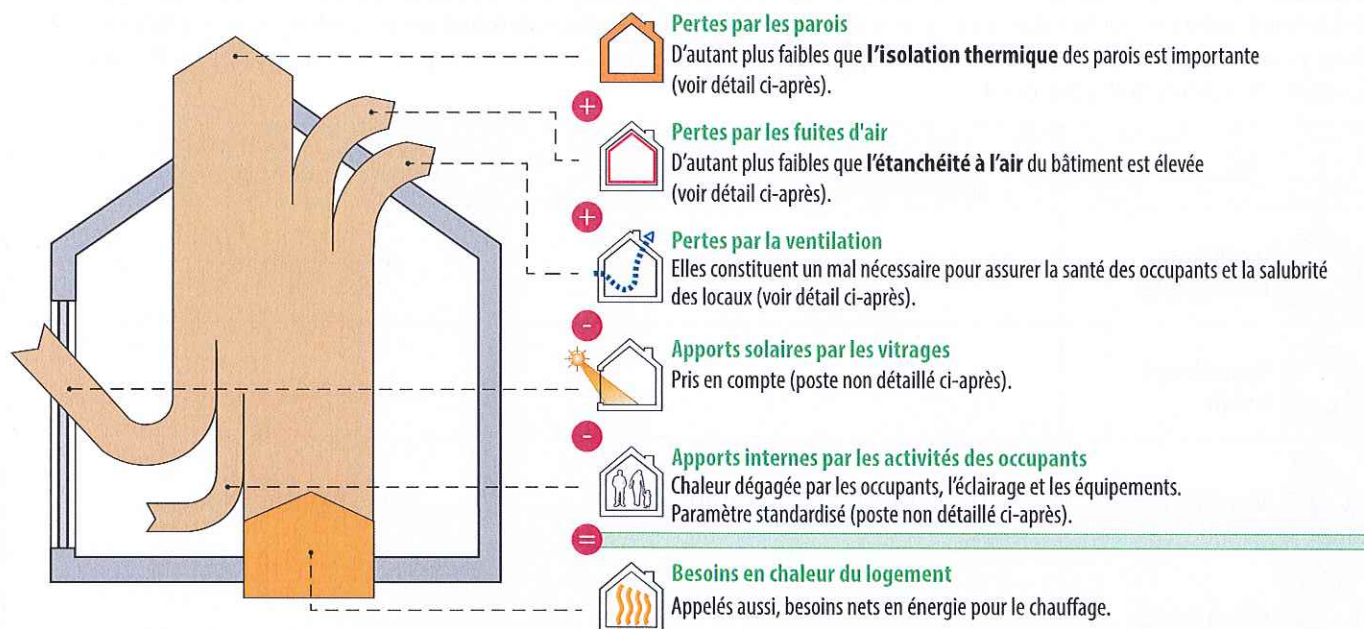 Pertes par les parois
D'autant plus faibles que l'isolation thermique des parois est importante
(voir détail ci-après).
+
Pertes par les fuites d'air
D'autant plus faibles que l'étanchéité à l'air du bâtiment est élevée
(voir détail ci-après).
+
Pertes par la ventilation
Elles constituent un mal nécessaire pour assurer la santé des occupants et la salubrité
des locaux (voir détail ci-après).
-
Apports solaires par les vitrages
Pris en compte (poste non détaillé ci-après).
-
Apports internes par les activités des occupants
Chaleur dégagée par les occupants, l'éclairage et les équipements.
Paramètre standardisé (poste non détaillé ci-après).
=
Besoins en chaleur du logement
Appelés aussi, besoins nets en énergie pour le chauffage.